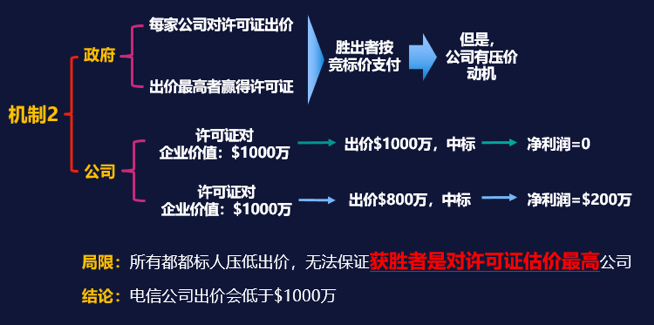 机制2
政府
每家公司对许可证出价
出价最高者赢得许可证
胜出者按
竞标价支付
但是，
公司有压价
动机
公司
许可证对
企业价值：$1000万
出价$1000万，中标
净利润=0
许可证对
企业价值：$1000万
出价$800万，中标
净利润=$200万
局限：所有都都标人压低出价，无法保证获胜者是对许可证估价最高公司
结论：电信公司出价会低于$1000万